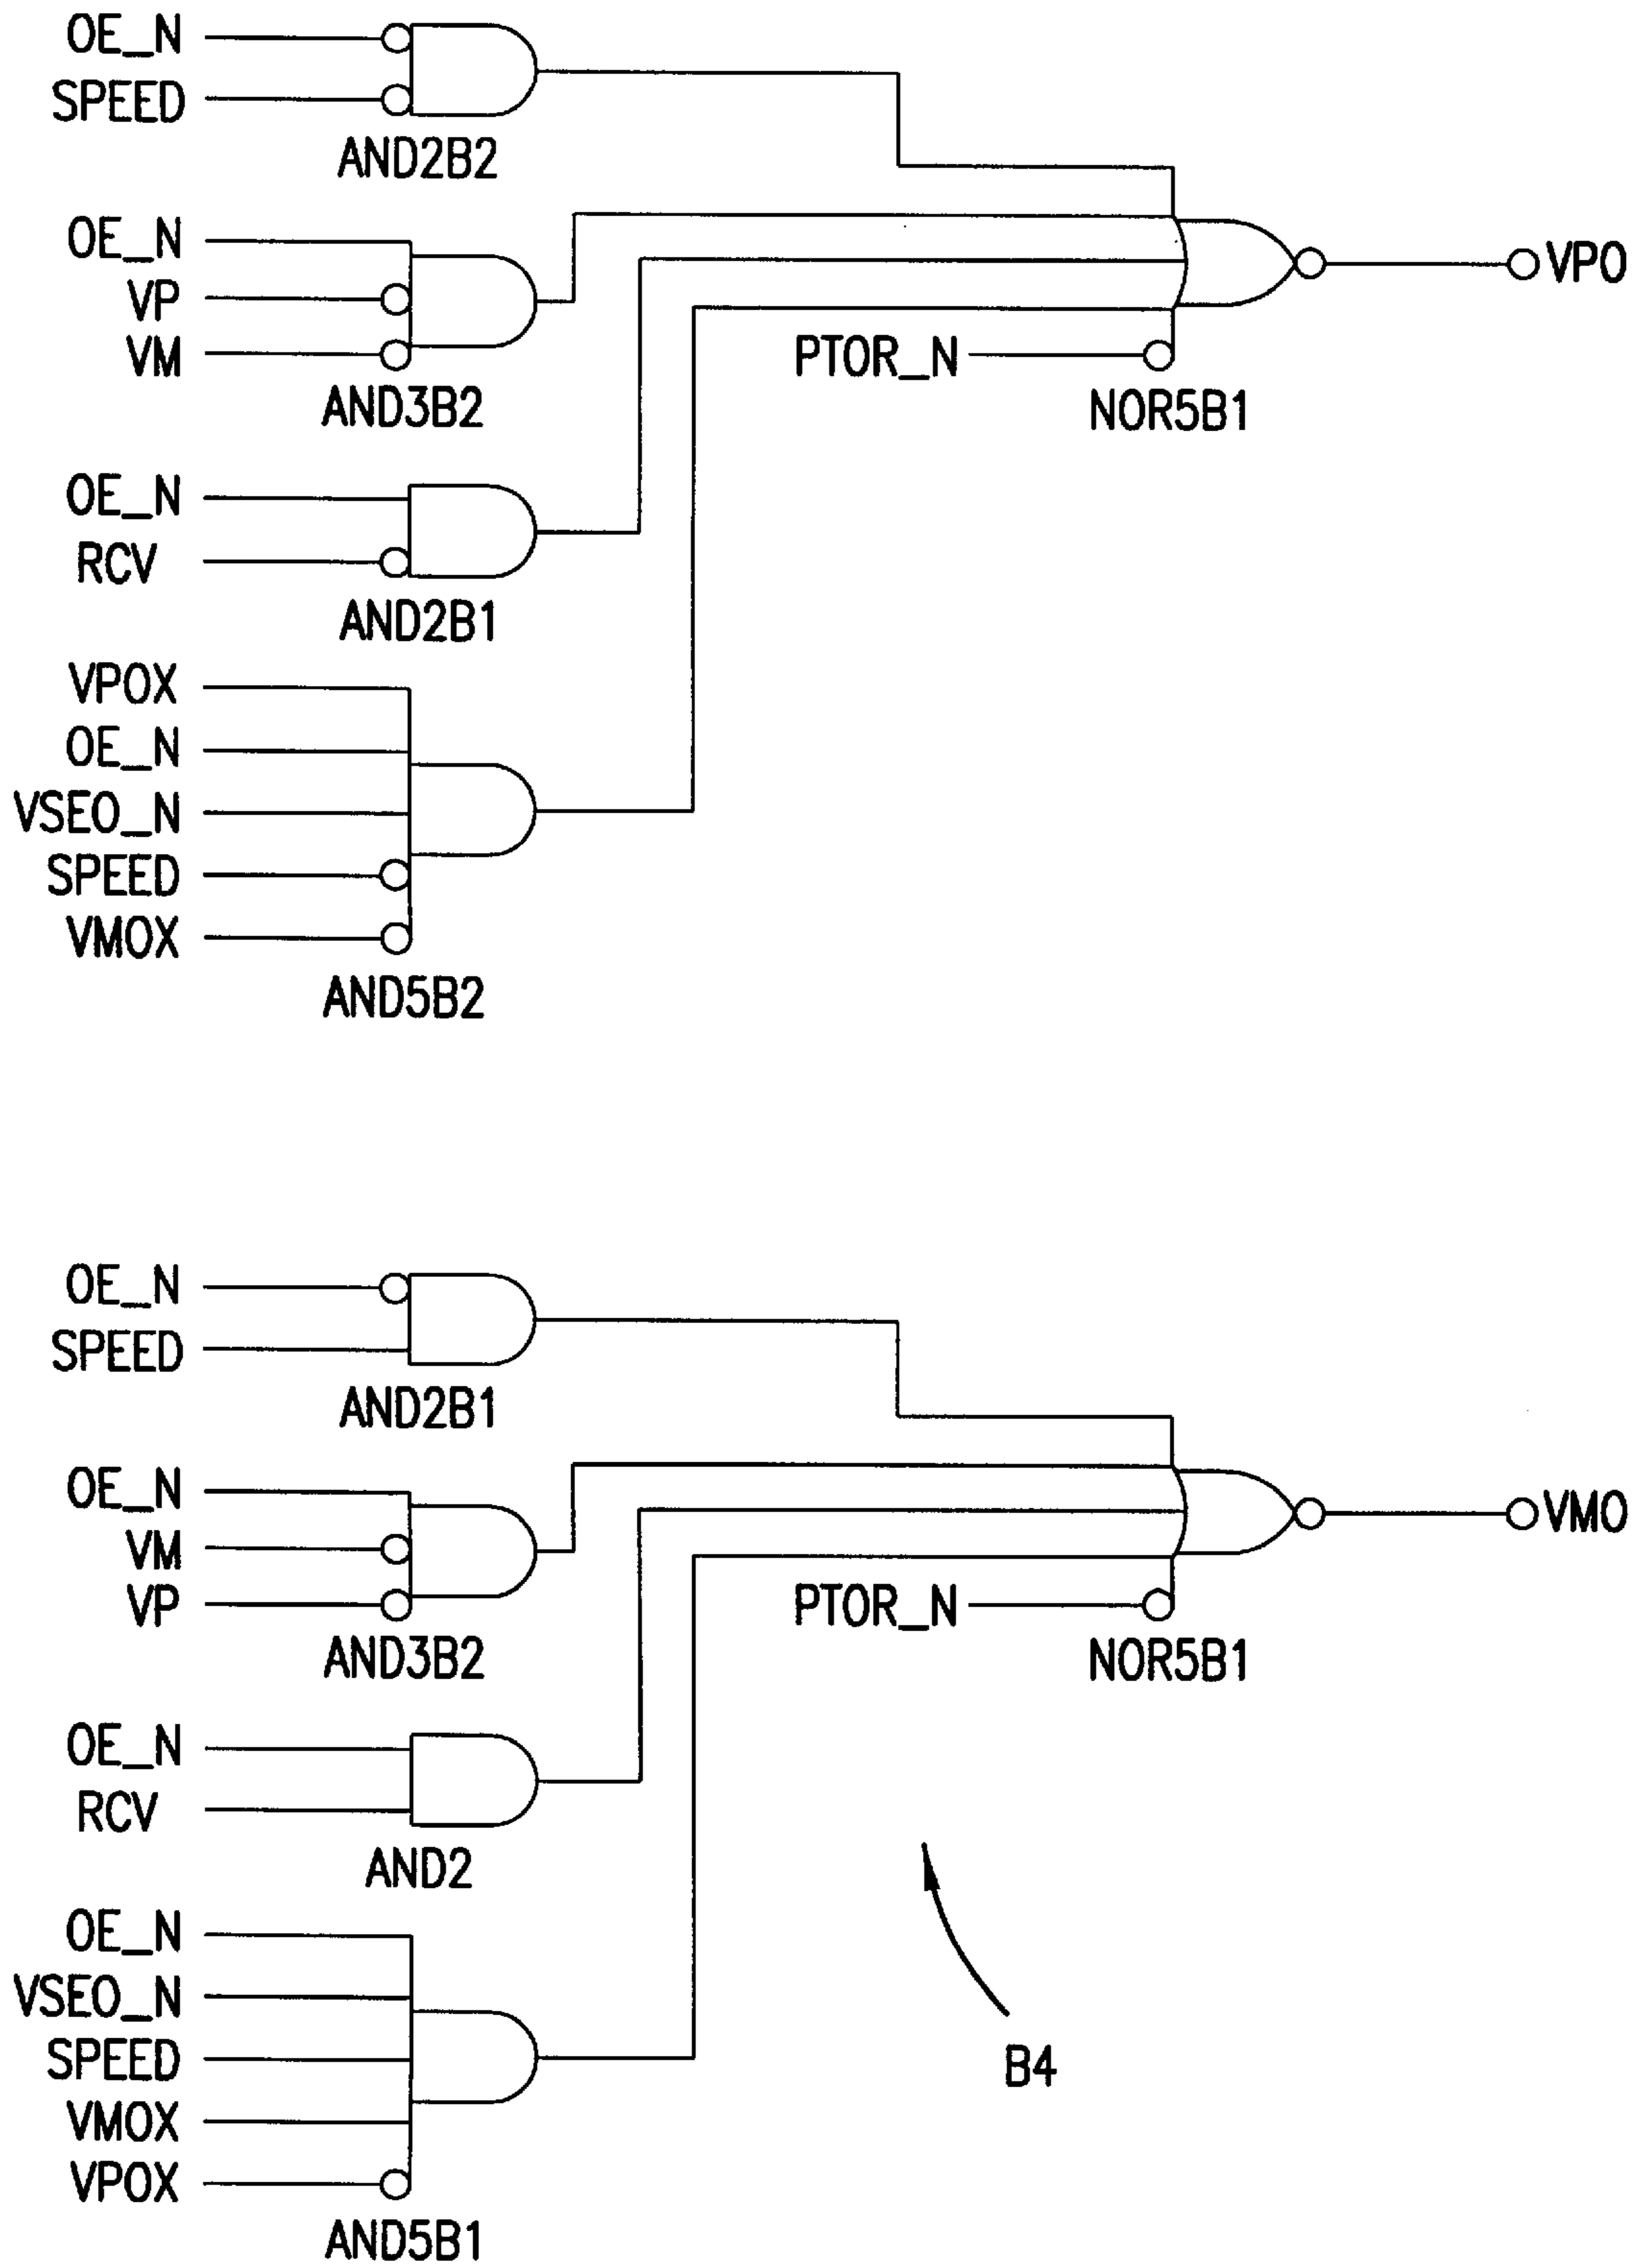 OE_N
SPEED
AND2B2
OE_N
VP
VM
AND3B2
PTOR_N
NOR5B1
VPO
OE_N
RCV
AND2B1
VPOX
OE_N
VSEO_N
SPEED
VMOX
AND5B2
OE_N
SPEED
AND2B1
OE_N
VM
VP
AND3B2
PTOR_N
NOR5B1
VMO
OE_N
RCV
AND2
OE_N
VSEO_N
SPEED
VMOX
VPOX
AND5B1
B4